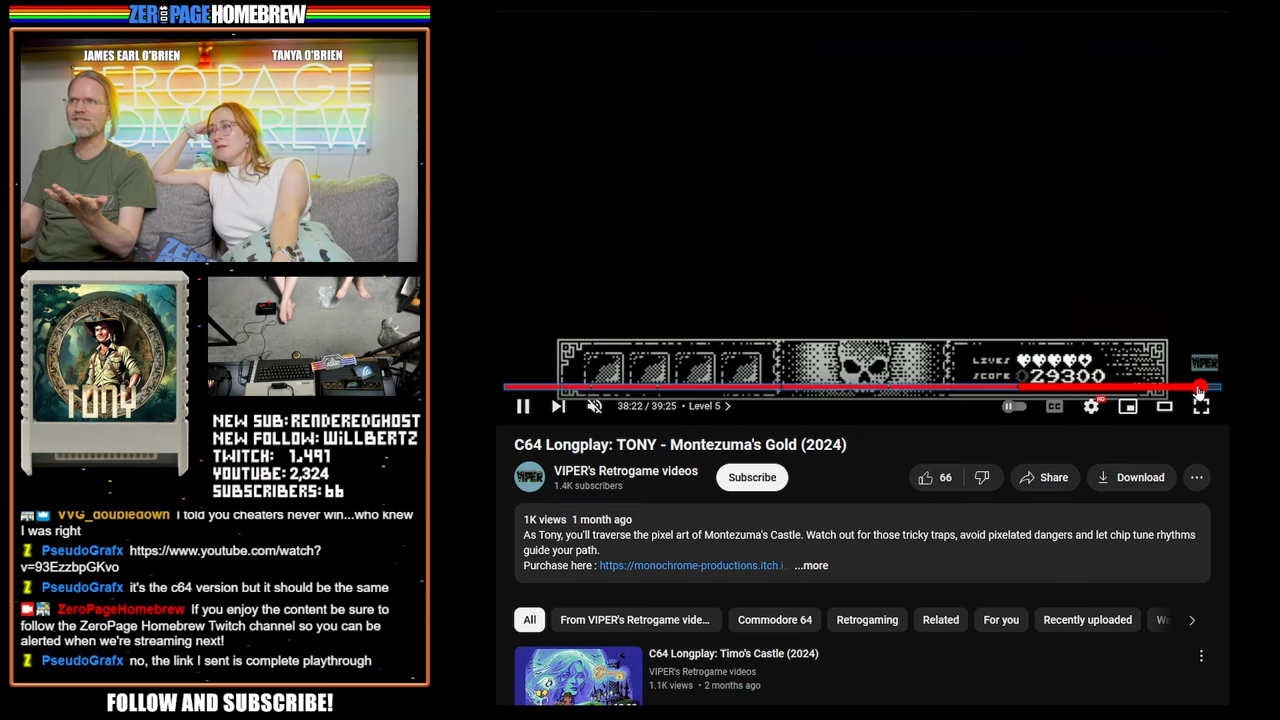 ZEROPAGE HOMEBREW
JAMES EARL O'BRIEN
TANYA O'BRIEN
ZEROPAGE
HOMEBREW
TONY
NEW SUB: RENDEREDGHOST
NEW FOLLOW: WILLBERTZ
TWITCH: 1,491
YOUTUBE: 2,324
SUBSCRIBERS: 66
VVG_doubledown I told you cheaters never win...who knew
I was right
PseudoGrafx https://www.youtube.com/watch?
v=93EzzbpGKvo
PseudoGrafx it's the c64 version but it should be the same
ZeroPageHomebrew If you enjoy the content be sure to
follow the ZeroPage Homebrew Twitch channel so you can be
alerted when we're streaming next!
PseudoGrafx no, the link I sent is complete playthrough
FOLLOW AND SUBSCRIBE!
LIVES
SCORE 029300
VIPER
38:22 / 39:25 • Level 5
CC
HD
C64 Longplay: TONY - Montezuma's Gold (2024)
VIPER
VIPER's Retrogame videos
1.4K subscribers
Subscribe
66
Share
Download
1K views 1 month ago
As Tony, you'll traverse the pixel art of Montezuma's Castle. Watch out for those tricky traps, avoid pixelated dangers and let chip tune rhythms
guide your path.
Purchase here : https://monochrome-productions.itch.i... ...more
All
From VIPER's Retrogame vide...
Commodore 64
Retrogaming
Related
For you
Recently uploaded
Wa
C64 Longplay: Timo's Castle (2024)
VIPER's Retrogame videos
1.1K views • 2 months ago